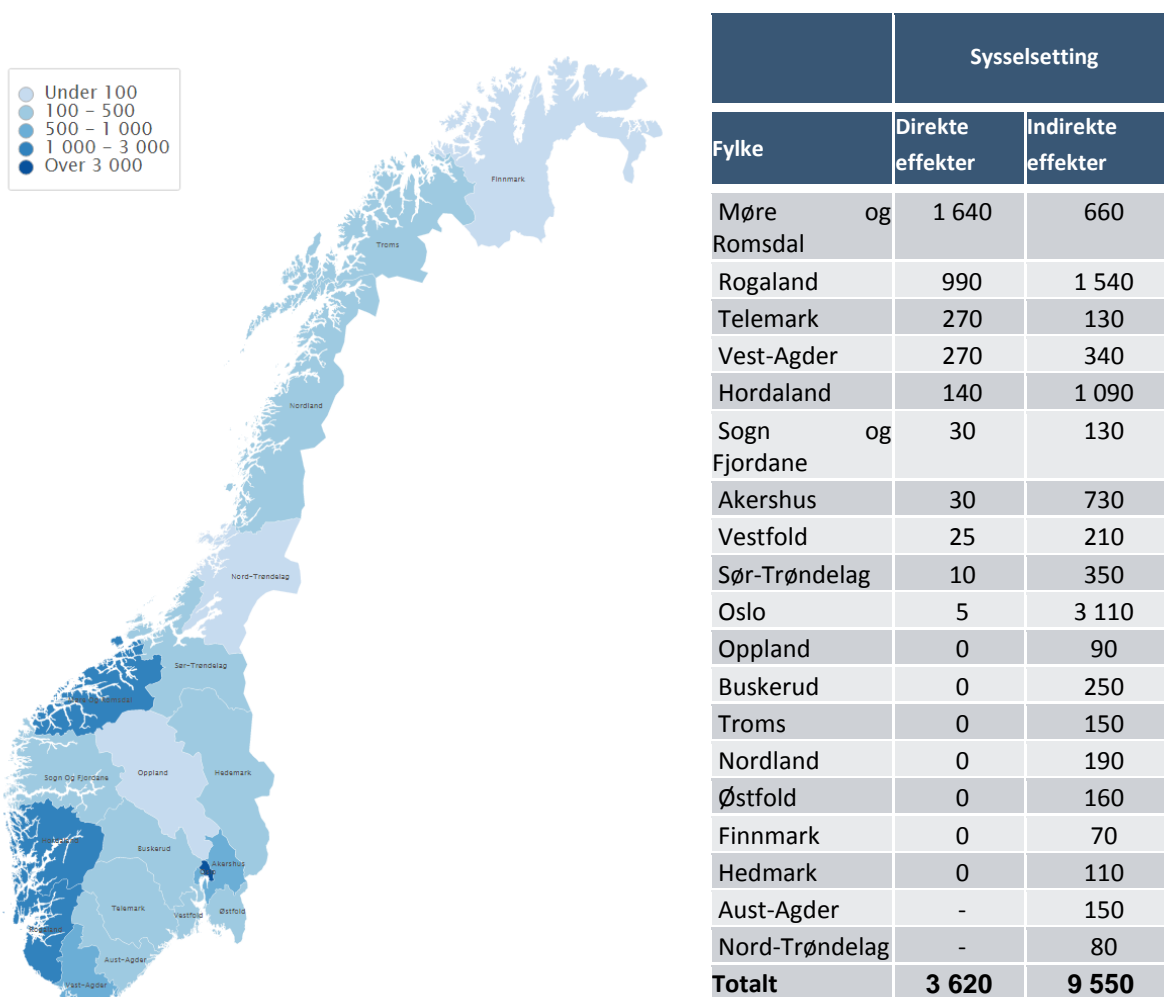 Under 100
100 – 500
500 – 1 000
1 000 – 3 000
Over 3 000
Finnmark
Troms
Nordland
Nord-Trøndelag
Sør-Trøndelag
Sogn Og Fjordane
Oppland
Hedemark
Buskerud
Akershus
Telemark
Vestfold
Østfold
Rogaland
Aust-Agder
Vest-Agder
Sysselsetting
Fylke
Direkte effekter
Indirekte effekter
Møre og Romsdal 1 640 660
Rogaland 990 1 540
Telemark 270 130
Vest-Agder 270 340
Hordaland 140 1 090
Sogn og Fjordane 30 130
Akershus 30 730
Vestfold 25 210
Sør-Trøndelag 10 350
Oslo 5 3 110
Oppland 0 90
Buskerud 0 250
Troms 0 150
Nordland 0 190
Østfold 0 160
Finnmark 0 70
Hedmark 0 110
Aust-Agder - 150
Nord-Trøndelag - 80
Totalt 3 620 9 550